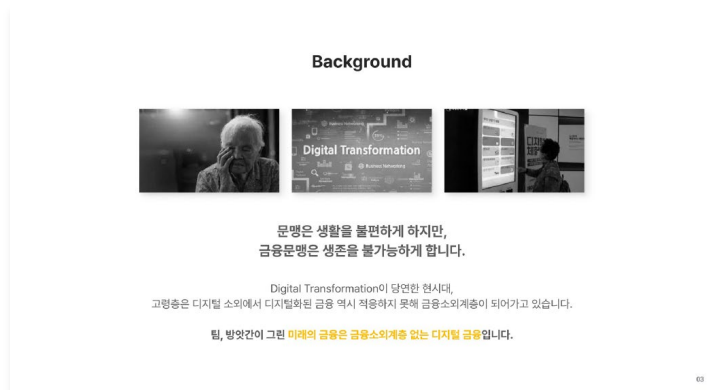 Background
Digital Transformation
Business Networking
문맹은 생활을 불편하게 하지만,
금융문맹은 생존을 불가능하게 합니다.
Digital Transformation이 당연한 현시대,
고령층은 디지털 소외에서 디지털화된 금융 역시 적응하지 못해 금융소외계층이 되어가고 있습니다.
팀, 방앗간이 그린 미래의 금융은 금융소외계층 없는 디지털 금융입니다.
03